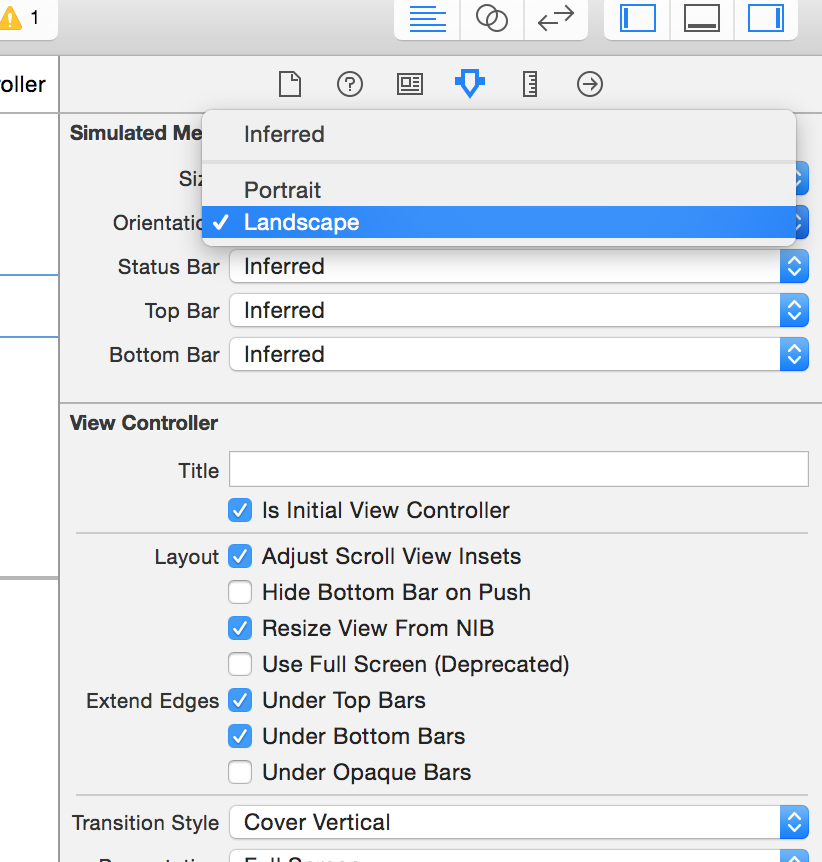 1
oller
Simulated Me
Inferred
Siz
Portrait
Orientatio
Landscape
Status Bar Inferred
Top Bar Inferred
Bottom Bar Inferred
View Controller
Title
Is Initial View Controller
Layout Adjust Scroll View Insets
Hide Bottom Bar on Push
Resize View From NIB
Use Full Screen (Deprecated)
Extend Edges Under Top Bars
Under Bottom Bars
Under Opaque Bars
Transition Style Cover Vertical